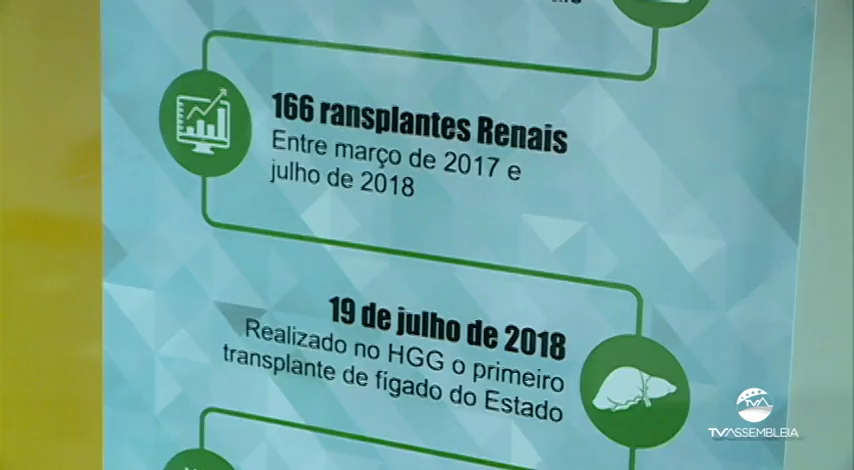 166 ransplantes Renais
Entre março de 2017 e
julho de 2018
19 de julho de 2018
Realizado no HGG o primeiro
transplante de fígado do Estado
TVA
TVASSEMBLEIA